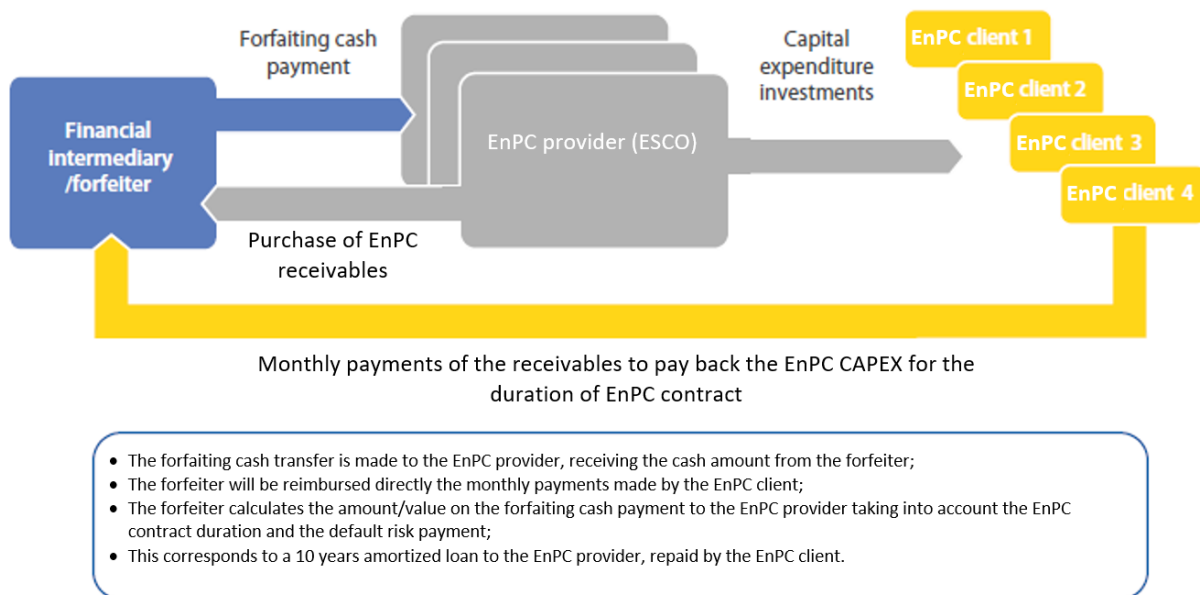 Forfaiting cash
payment
Capital
expenditure
investments
EnPC client 1
EnPC client 2
EnPC client 3
EnPC client 4
Financial
intermediary
/forfeiter
EnPC provider (ESCO)
Purchase of EnPC
receivables
Monthly payments of the receivables to pay back the EnPC CAPEX for the
duration of EnPC contract
• The forfaiting cash transfer is made to the EnPC provider, receiving the cash amount from the forfeiter;
• The forfeiter will be reimbursed directly the monthly payments made by the EnPC client;
• The forfeiter calculates the amount/value on the forfaiting cash payment to the EnPC provider taking into account the EnPC
contract duration and the default risk payment;
• This corresponds to a 10 years amortized loan to the EnPC provider, repaid by the EnPC client.